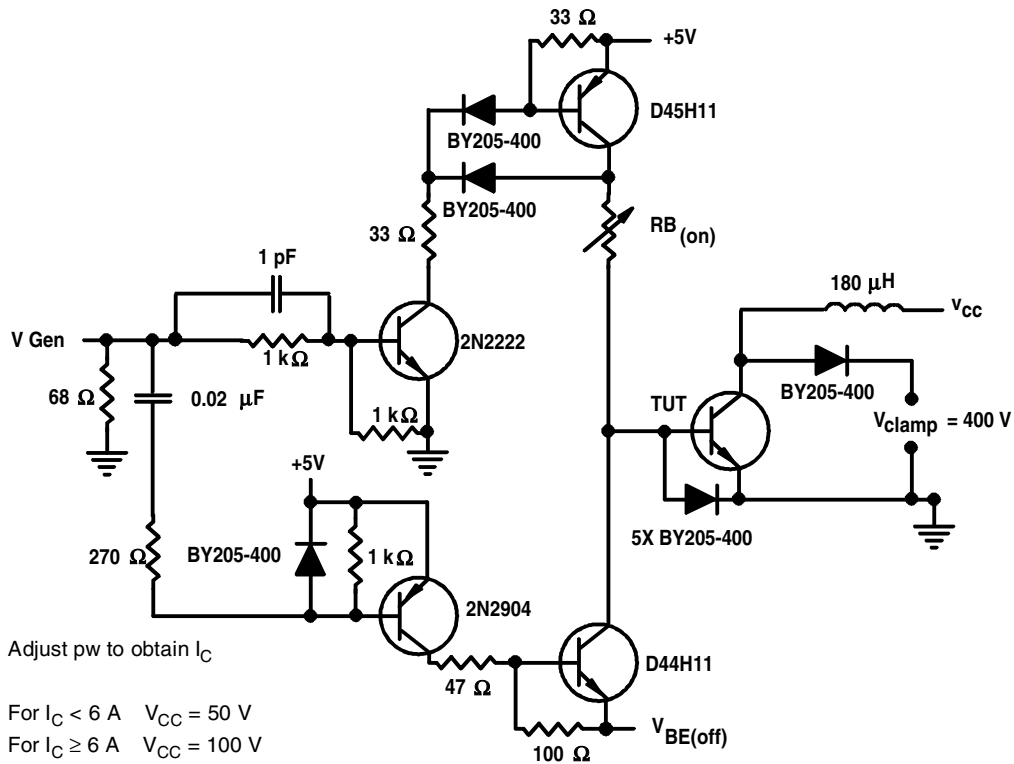 33 Ω
+5V
D45H11
BY205-400
BY205-400
33 Ω
RB(on)
1 pF
180 μH
VCC
V Gen
1 kΩ
2N2222
BY205-400
68 Ω
0.02 μF
TUT
Vclamp = 400 V
1 kΩ
+5V
5X BY205-400
270 Ω
BY205-400
1 kΩ
2N2904
Adjust pw to obtain IC
D44H11
47 Ω
For IC < 6 A VCC = 50 V
VBE(off)
For IC ≥ 6 A VCC = 100 V
100 Ω